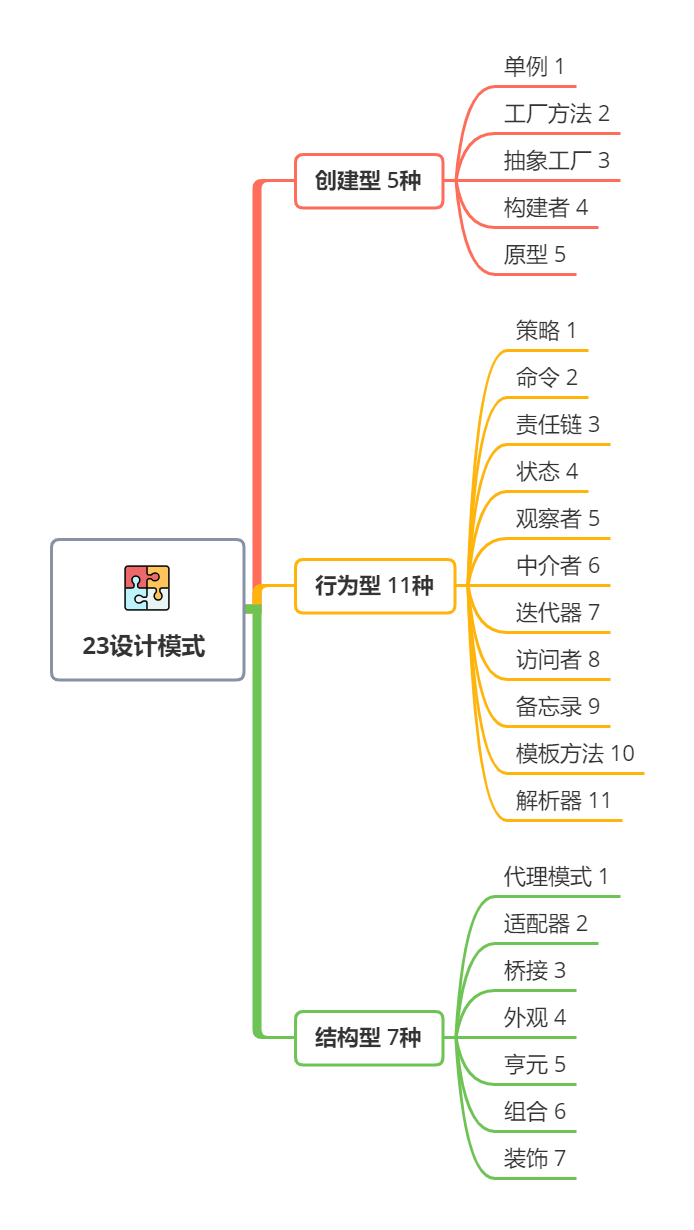 23设计模式
创建型 5种
单例 1
工厂方法 2
抽象工厂 3
构建者 4
原型 5
行为型 11种
策略 1
命令 2
责任链 3
状态 4
观察者 5
中介者 6
迭代器 7
访问者 8
备忘录 9
模板方法 10
解析器 11
结构型 7种
代理模式 1
适配器 2
桥接 3
外观 4
亨元 5
组合 6
装饰 7